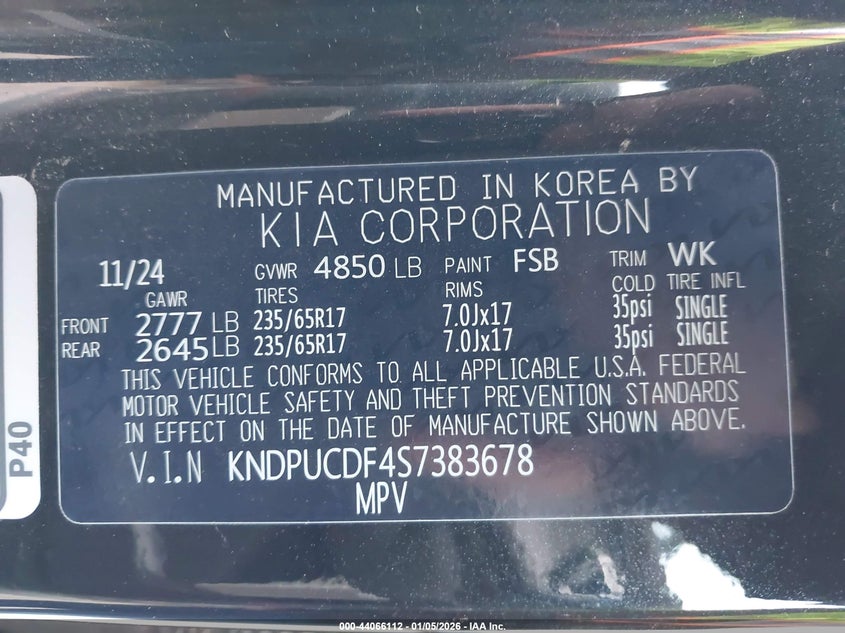 MANUFACTURED IN KOREA BY
KIA CORPORATION
11/24 GVWR 4850 LB PAINT FSB TRIM WK
GAWR TIRES RIMS COLD TIRE INFL
FRONT 2777 LB 235/65R17 7.0Jx17 35psi SINGLE
REAR 2645 LB 235/65R17 7.0Jx17 35psi SINGLE
THIS VEHICLE CONFORMS TO ALL APPLICABLE U.S.A. FEDERAL
MOTOR VEHICLE SAFETY AND THEFT PREVENTION STANDARDS
IN EFFECT ON THE DATE OF MANUFACTURE SHOWN ABOVE.
V.I.N KNDPUCDF4S7383678
MPV
P40
000-44066112 - 01/05/2026 - IAA Inc.